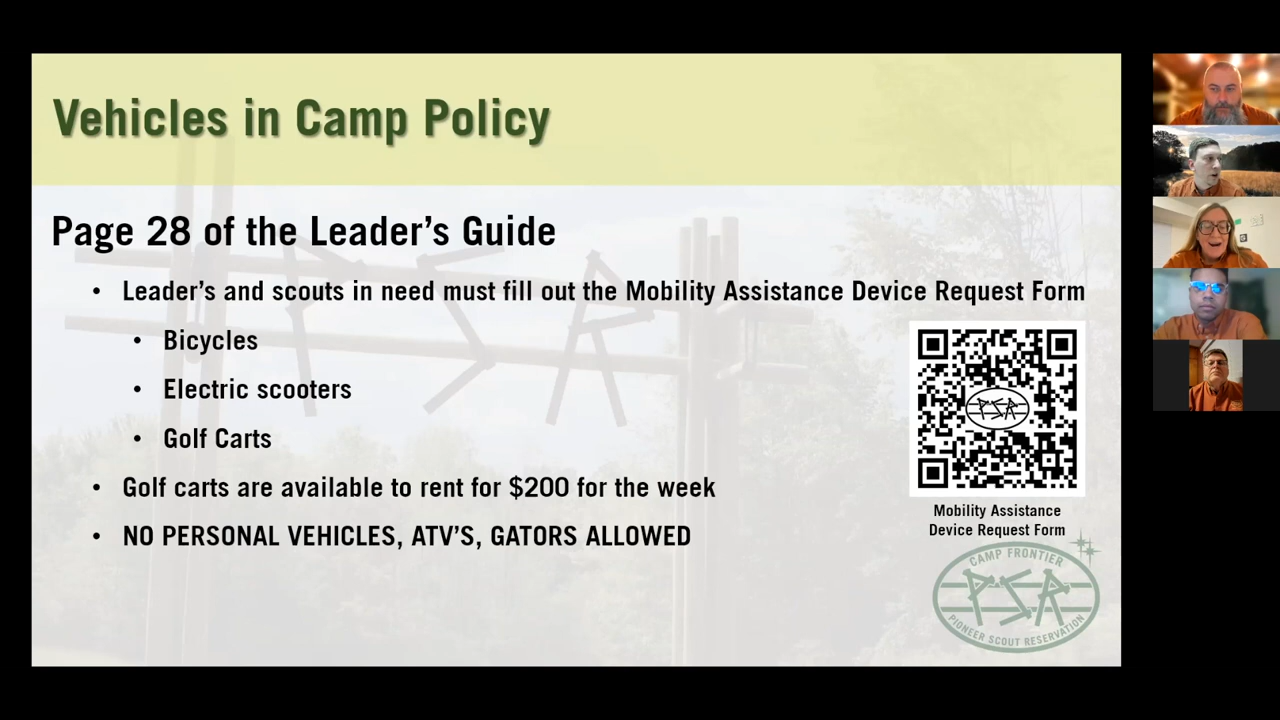 Vehicles in Camp Policy
Page 28 of the Leader’s Guide
• Leader’s and scouts in need must fill out the Mobility Assistance Device Request Form
• Bicycles
• Electric scooters
• Golf Carts
• Golf carts are available to rent for $200 for the week
• NO PERSONAL VEHICLES, ATV’S, GATORS ALLOWED
PSR
Mobility Assistance
Device Request Form
CAMP FRONTIER
PSR
PIONEER SCOUT RESERVATION
PSR